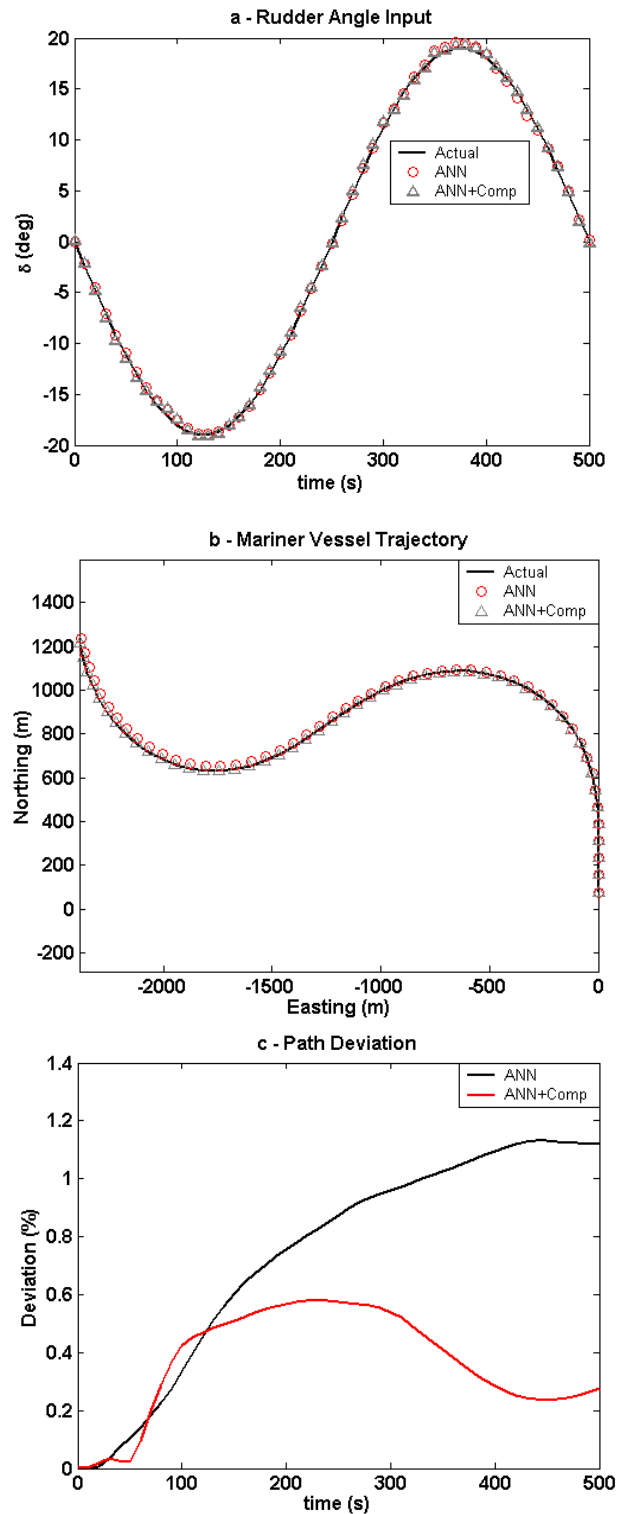 a - Rudder Angle Input
20
15
10
5
0
-5
-10
-15
-20
δ (deg)
Actual
ANN
ANN+Comp
0
100
200
300
400
500
time (s)
b - Mariner Vessel Trajectory
1400
1200
1000
800
600
400
200
0
-200
Northing (m)
Actual
ANN
ANN+Comp
-2000
-1500
-1000
-500
0
Easting (m)
c - Path Deviation
1.4
1.2
1
0.8
0.6
0.4
0.2
0
Deviation (%)
ANN
ANN+Comp
0
100
200
300
400
500
time (s)